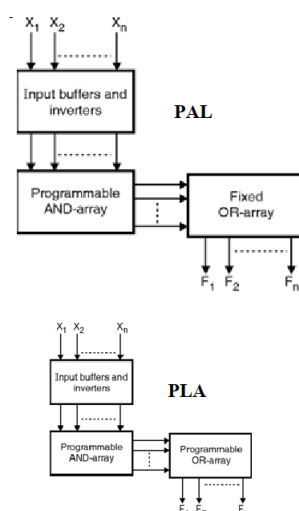 X1 X2 Xn
Input buffers and
inverters
PAL
Programmable
AND-array
Fixed
OR-array
F1 F2 Fn
X1 X2 Xn
Input buffers and
inverters
PLA
Programmable
AND-array
Programmable
OR-array